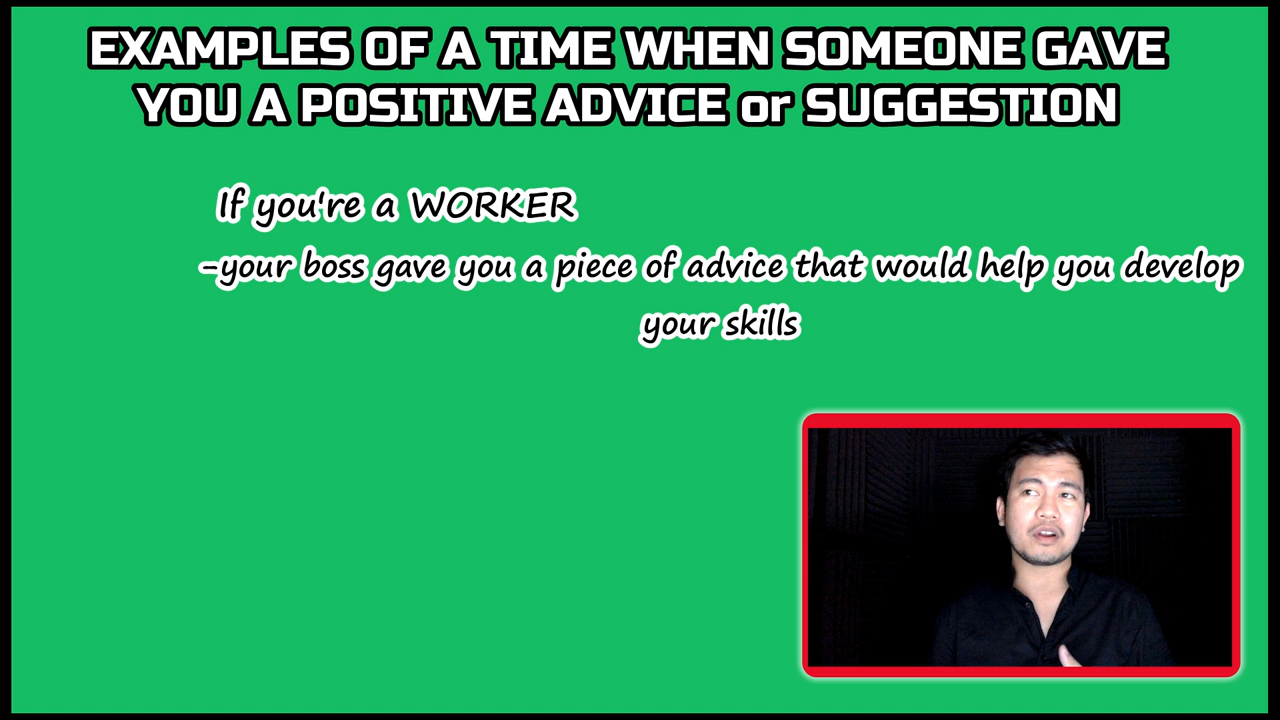 EXAMPLES OF A TIME WHEN SOMEONE GAVE
YOU A POSITIVE ADVICE or SUGGESTION
If you're a WORKER
-your boss gave you a piece of advice that would help you develop
your skills